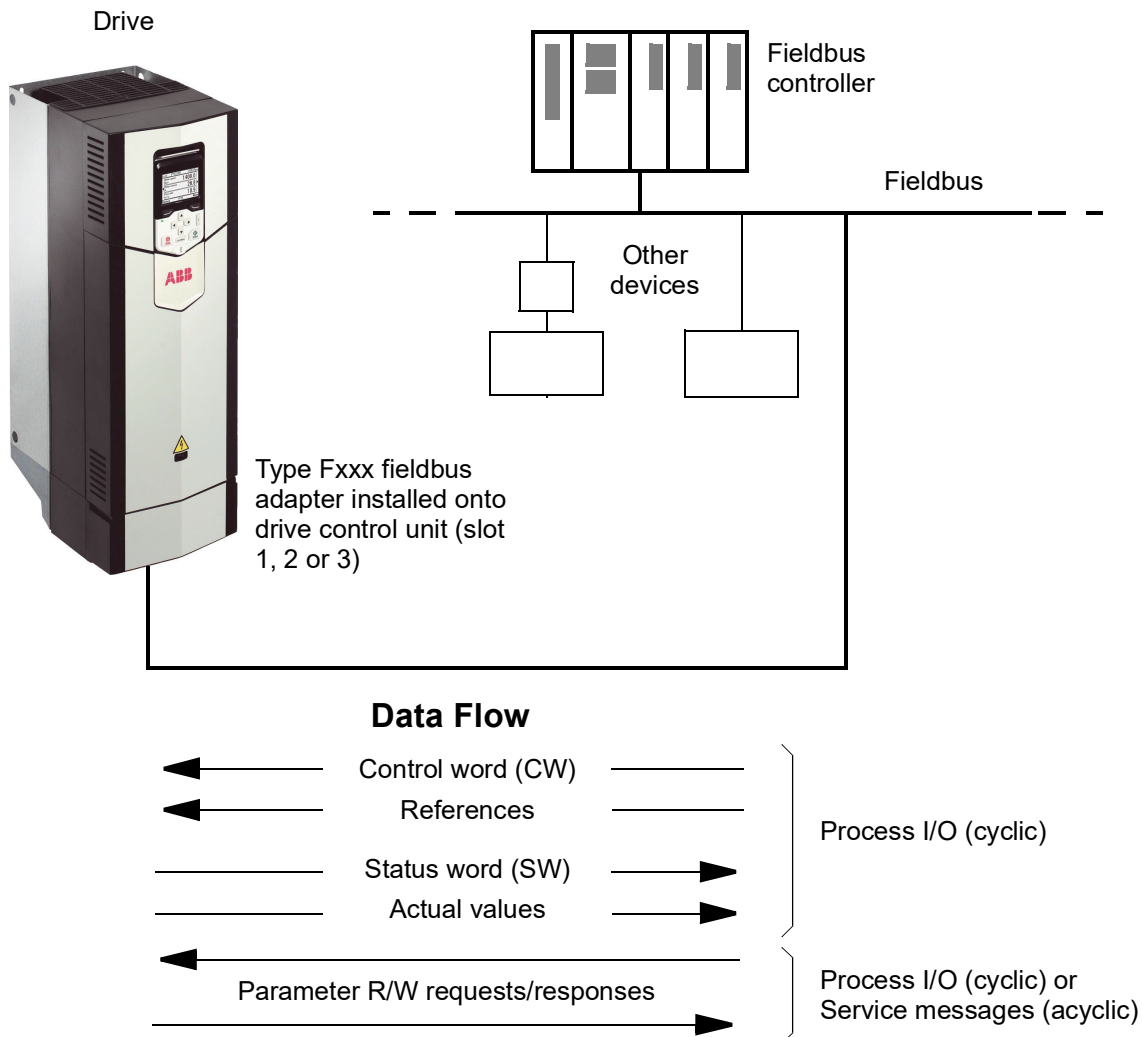 Drive
Fieldbus
controller
Fieldbus
Other
devices
ABB
Type Fxxx fieldbus
adapter installed onto
drive control unit (slot
1, 2 or 3)
Data Flow
Control word (CW)
References
Process I/O (cyclic)
Status word (SW)
Actual values
Parameter R/W requests/responses
Process I/O (cyclic) or
Service messages (acyclic)